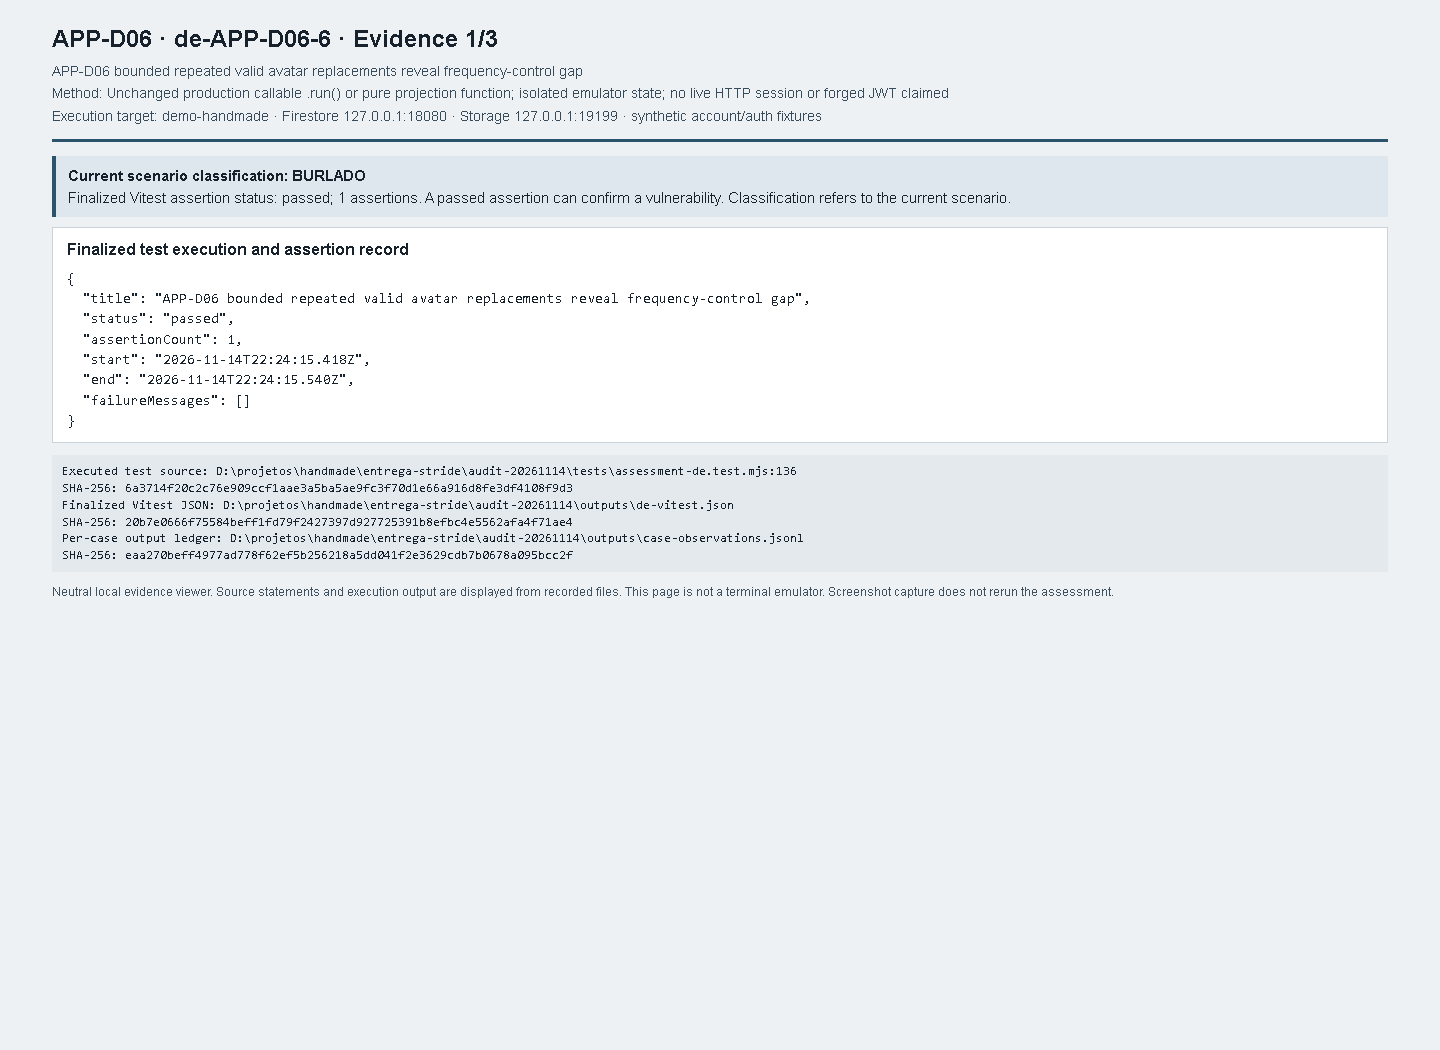 APP-D06 · de-APP-D06-6 · Evidence 1/3
APP-D06 bounded repeated valid avatar replacements reveal frequency-control gap
Method: Unchanged production callable .run() or pure projection function; isolated emulator state; no live HTTP session or forged JWT claimed
Execution target: demo-handmade · Firestore 127.0.0.1:18080 · Storage 127.0.0.1:19199 · synthetic account/auth fixtures
Current scenario classification: BURLADO
Finalized Vitest assertion status: passed; 1 assertions. A passed assertion can confirm a vulnerability. Classification refers to the current scenario.
Finalized test execution and assertion record
{
  "title": "APP-D06 bounded repeated valid avatar replacements reveal frequency-control gap",
  "status": "passed",
  "assertionCount": 1,
  "start": "2026-11-14T22:24:15.418Z",
  "end": "2026-11-14T22:24:15.540Z",
  "failureMessages": []
}
Executed test source: D:\projetos\handmade\entrega-stride\audit-20261114\tests\assessment-de.test.mjs:136
SHA-256: 6a3714f20c2c76e909ccf1aae3a5ba5ae9fc3f70d1e66a916d8fe3df4108f9d3
Finalized Vitest JSON: D:\projetos\handmade\entrega-stride\audit-20261114\outputs\de-vitest.json
SHA-256: 20b7e0666f75584beff1fd79f2427397d927725391b8efbc4e5562afa4f71ae4
Per-case output ledger: D:\projetos\handmade\entrega-stride\audit-20261114\outputs\case-observations.jsonl
SHA-256: eaa270beff4977ad778f62ef5b256218a5dd041f2e3629cdb7b0678a095bcc2f
Neutral local evidence viewer. Source statements and execution output are displayed from recorded files. This page is not a terminal emulator. Screenshot capture does not rerun the assessment.